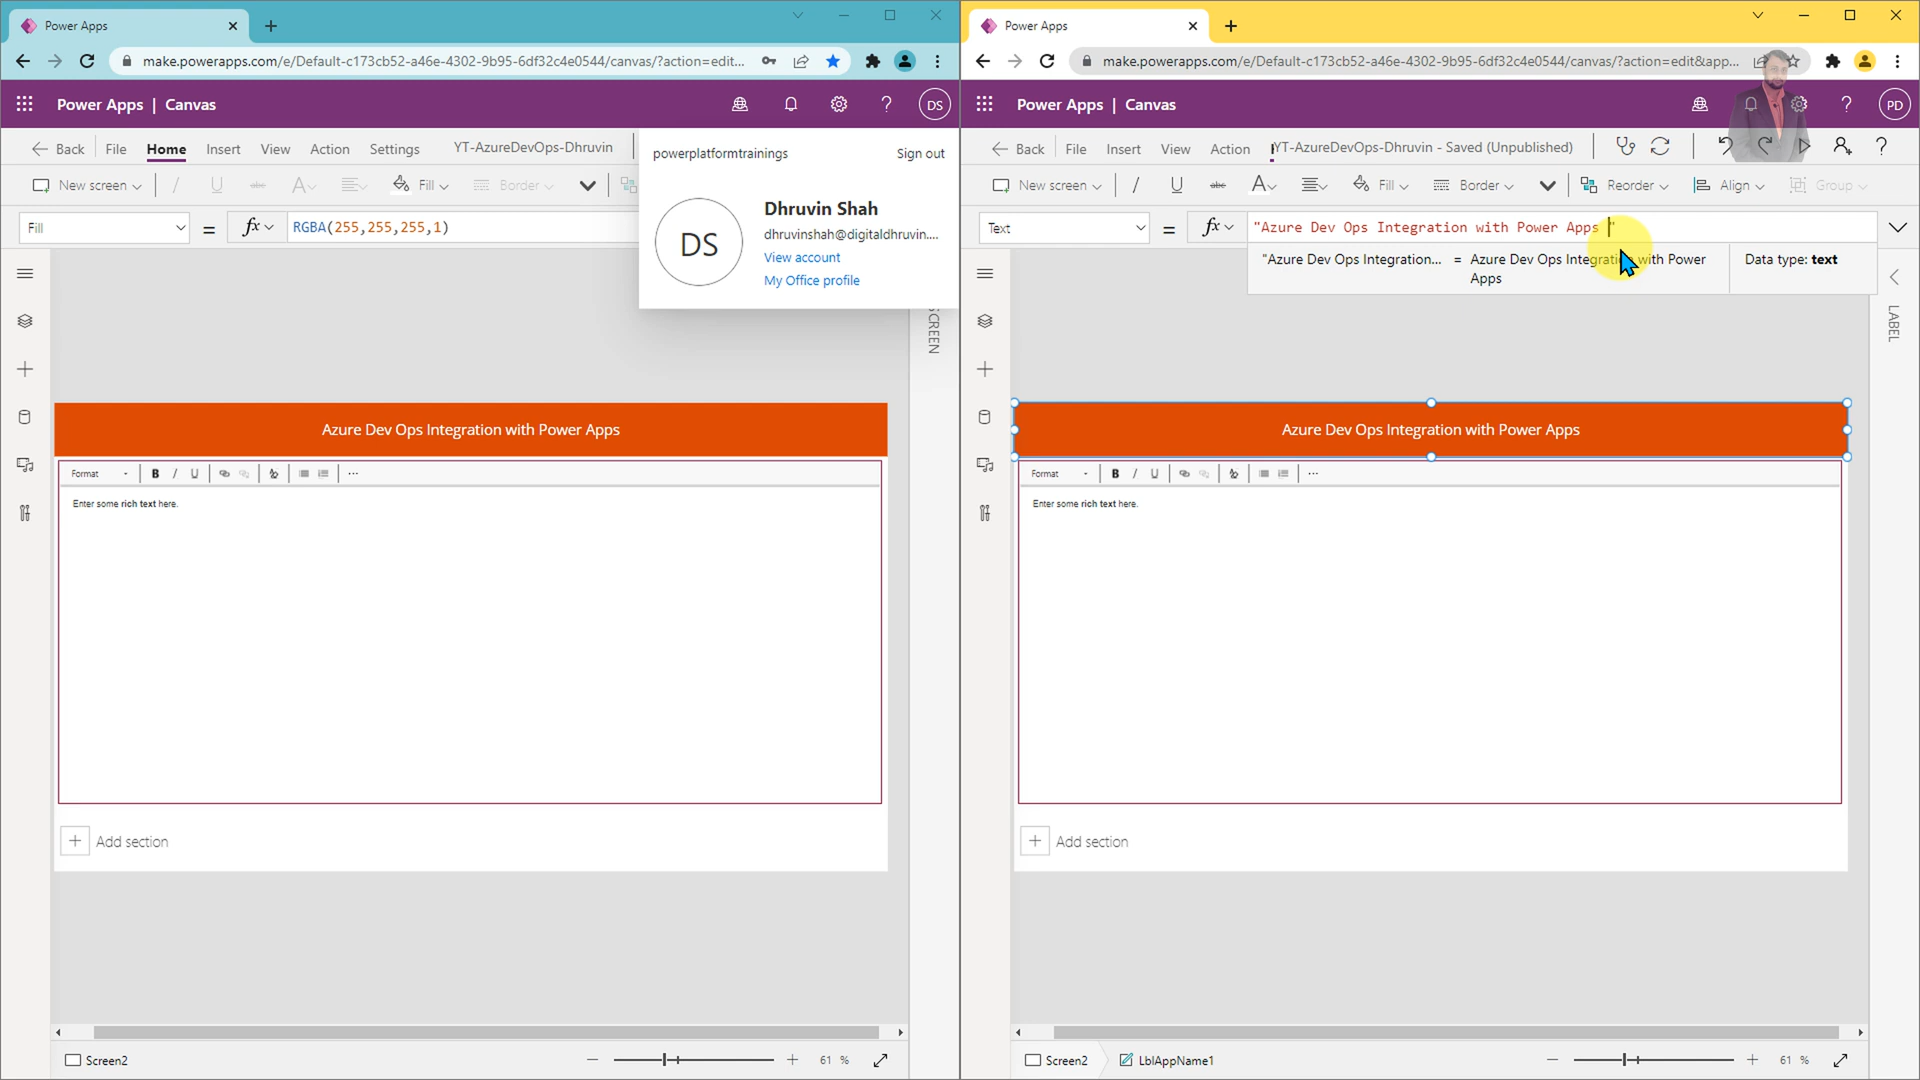 Power Apps
make.powerapps.com/e/Default-c173cb52-a46e-4302-9b95-6df32c4e0544/canvas/?action=edit...
Power Apps | Canvas
DS
Back File Home Insert View Action Settings YT-AzureDevOps-Dhruvin
New screen
abc
A
Fill
Border
Fill
=
fx
RGBA(255,255,255,1)
powerplatformtrainings
Sign out
DS
Dhruvin Shah
dhruvinshah@digitaldhruvin....
View account
My Office profile
Azure Dev Ops Integration with Power Apps
Format B I U ...
Enter some rich text here.
Add section
Screen2
61 %
Power Apps
make.powerapps.com/e/Default-c173cb52-a46e-4302-9b95-6df32c4e0544/canvas/?action=edit&app...
Power Apps | Canvas
?
PD
Back File Insert View Action YT-AzureDevOps-Dhruvin - Saved (Unpublished)
?
New screen
I U abc A
Fill
Border
Reorder
Align
Group
Text
=
fx
"Azure Dev Ops Integration with Power Apps "
"Azure Dev Ops Integration... = Azure Dev Ops Integration with Power
Apps
Data type: text
LABEL
Azure Dev Ops Integration with Power Apps
Format B I U ...
Enter some rich text here.
Add section
Screen2
LblAppName1
61 %